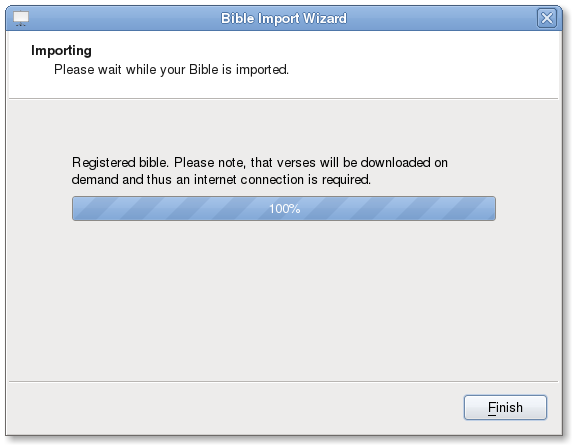 Bible Import Wizard
Importing
Please wait while your Bible is imported.
Registered bible. Please note, that verses will be downloaded on
demand and thus an internet connection is required.
100%
Finish